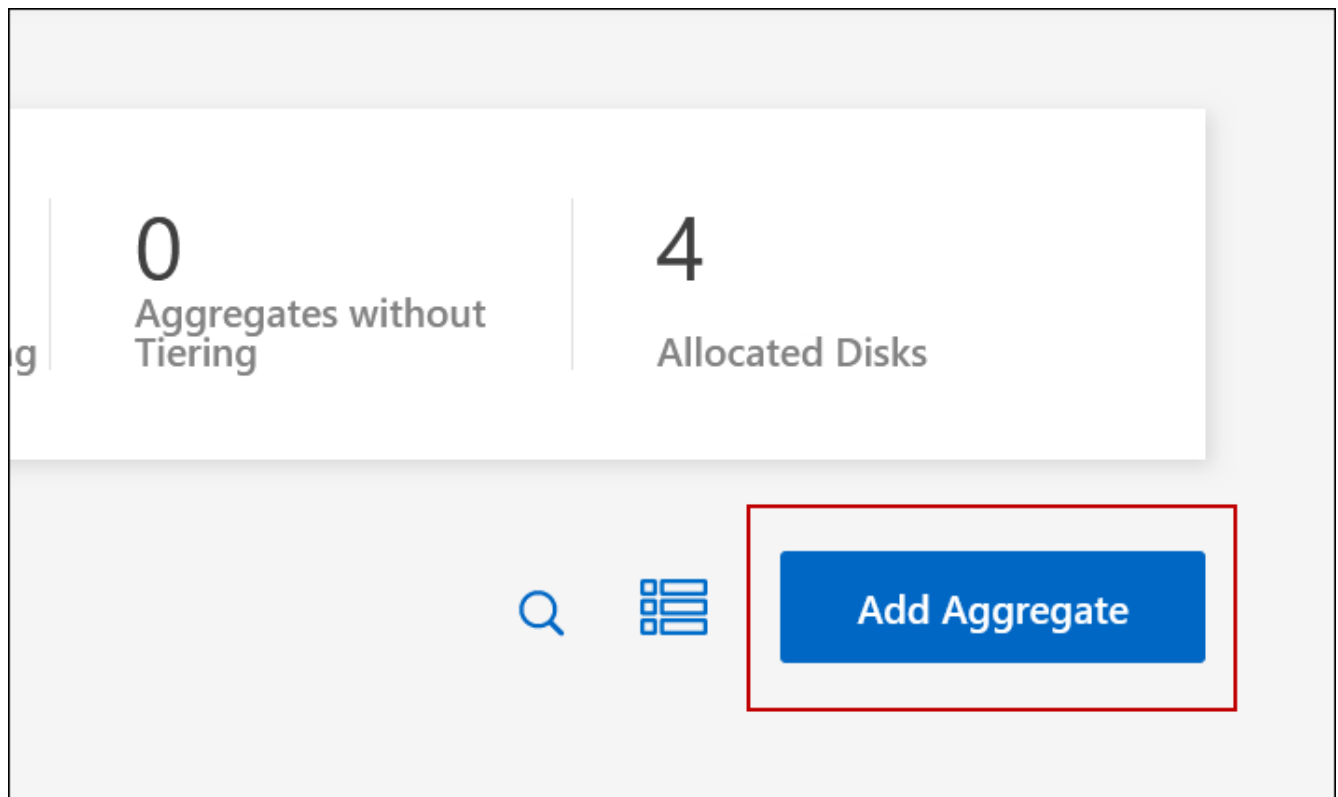 0
Aggregates without
Tiering
4
Allocated Disks
Add Aggregate